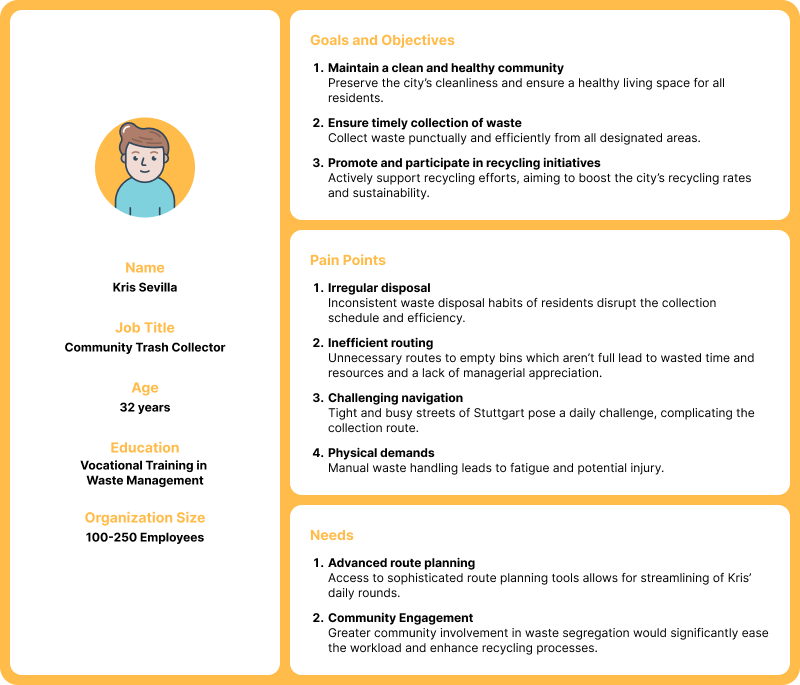 Name
Kris Sevilla
Job Title
Community Trash Collector
Age
32 years
Education
Vocational Training in
Waste Management
Organization Size
100-250 Employees
Goals and Objectives
1. Maintain a clean and healthy community
Preserve the city’s cleanliness and ensure a healthy living space for all
residents.
2. Ensure timely collection of waste
Collect waste punctually and efficiently from all designated areas.
3. Promote and participate in recycling initiatives
Actively support recycling efforts, aiming to boost the city’s recycling rates
and sustainability.
Pain Points
1. Irregular disposal
Inconsistent waste disposal habits of residents disrupt the collection
schedule and efficiency.
2. Inefficient routing
Unnecessary routes to empty bins which aren’t full lead to wasted time and
resources and a lack of managerial appreciation.
3. Challenging navigation
Tight and busy streets of Stuttgart pose a daily challenge, complicating the
collection route.
4. Physical demands
Manual waste handling leads to fatigue and potential injury.
Needs
1. Advanced route planning
Access to sophisticated route planning tools allows for streamlining of Kris’
daily rounds.
2. Community Engagement
Greater community involvement in waste segregation would significantly ease
the workload and enhance recycling processes.